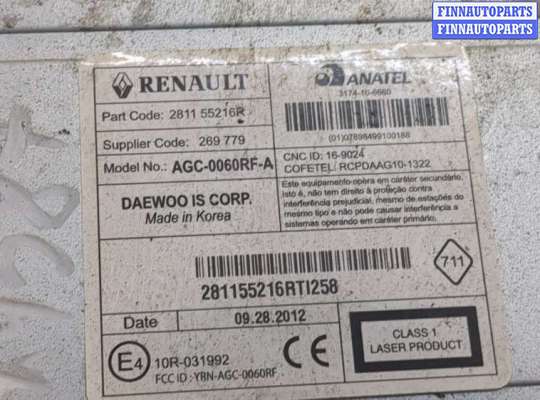 FINNAUTOPARTS
FINNAUTOPARTS
RENAULT
ANATEL
3174-10-6660
Part Code: 2811 55216R
(01)07898499100188
Supplier Code: 269 779
CNC ID: 16-9024
Model No.: AGC-0060RF-A
COFETEL: RCPDAAG10-1322
DAEWOO IS CORP.
Made in Korea
Este equipamento opera em caráter secundário,
isto é, não tem direito à proteção contra
interferência prejudicial, mesmo de estações do
mesmo tipo e não pode causar interferência a
sistemas operando em caráter primário.
711
281155216RTI258
Date 09.28.2012
CLASS 1
LASER PRODUCT
E4 10R-031992 CE
FCC ID : YRN-AGC-0060RF